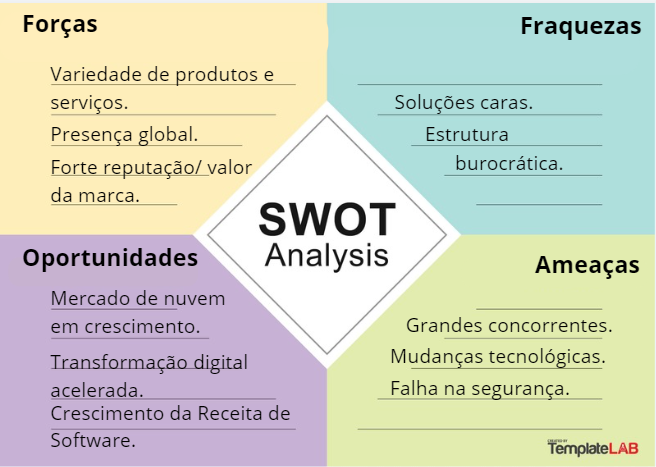 Forças
Variedade de produtos e
serviços.
Presença global.
Forte reputação/ valor
da marca.
Fraquezas
Soluções caras.
Estrutura
burocrática.
SWOT
Analysis
Oportunidades
Mercado de nuvem
em crescimento.
Transformação digital
acelerada.
Crescimento da Receita de
Software.
Ameaças
Grandes concorrentes.
Mudanças tecnológicas.
Falha na segurança.
CREATED BY
TemplateLAB